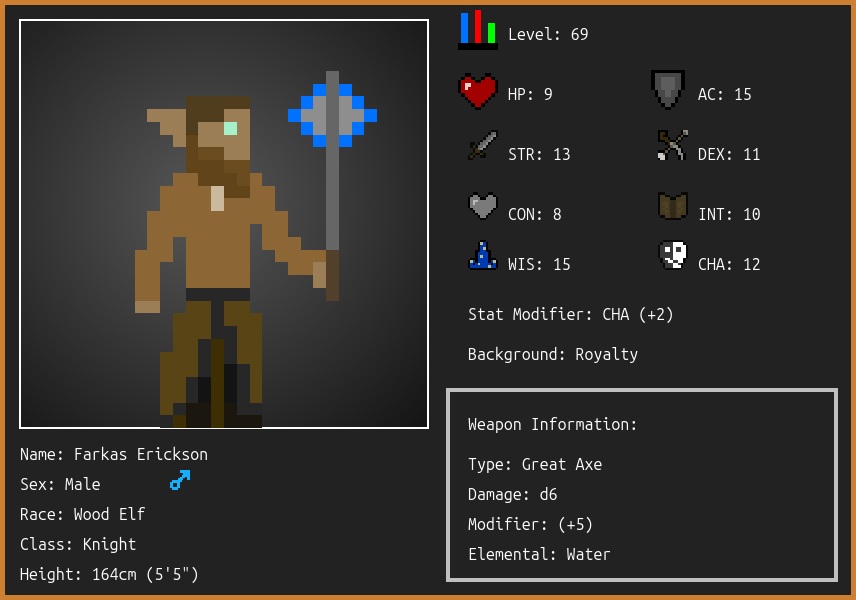 Level: 69
HP: 9
AC: 15
STR: 13
DEX: 11
CON: 8
INT: 10
WIS: 15
CHA: 12
Stat Modifier: CHA (+2)
Background: Royalty
Weapon Information:
Type: Great Axe
Damage: d6
Modifier: (+5)
Elemental: Water
Name: Farkas Erickson
Sex: Male
Race: Wood Elf
Class: Knight
Height: 164cm (5'5")